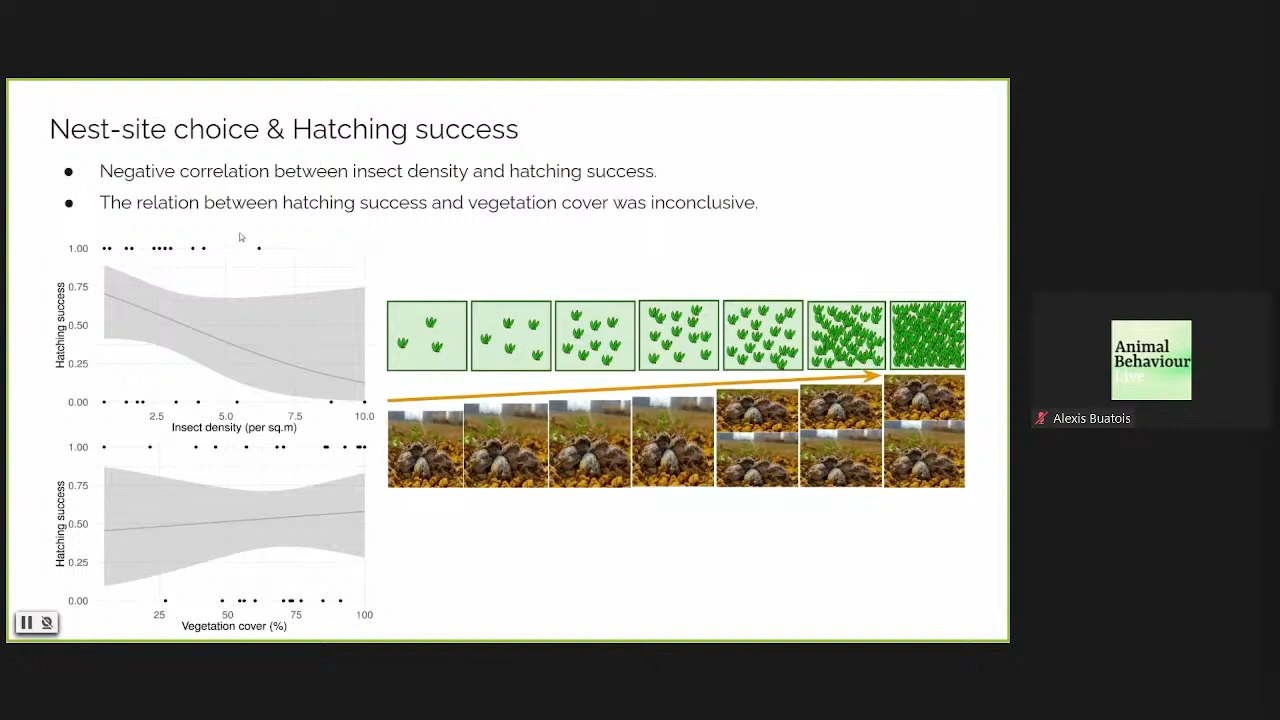 Nest-site choice & Hatching success
● Negative correlation between insect density and hatching success.
● The relation between hatching success and vegetation cover was inconclusive.
Hatching success
1.00
0.75
0.50
0.25
0.00
2.5 5.0 7.5 10.0
Insect density (per sq.m)
Hatching success
1.00
0.75
0.50
0.25
0.00
25 50 75 100
Vegetation cover (%)
Animal
Behaviour
Live
Alexis Buatois